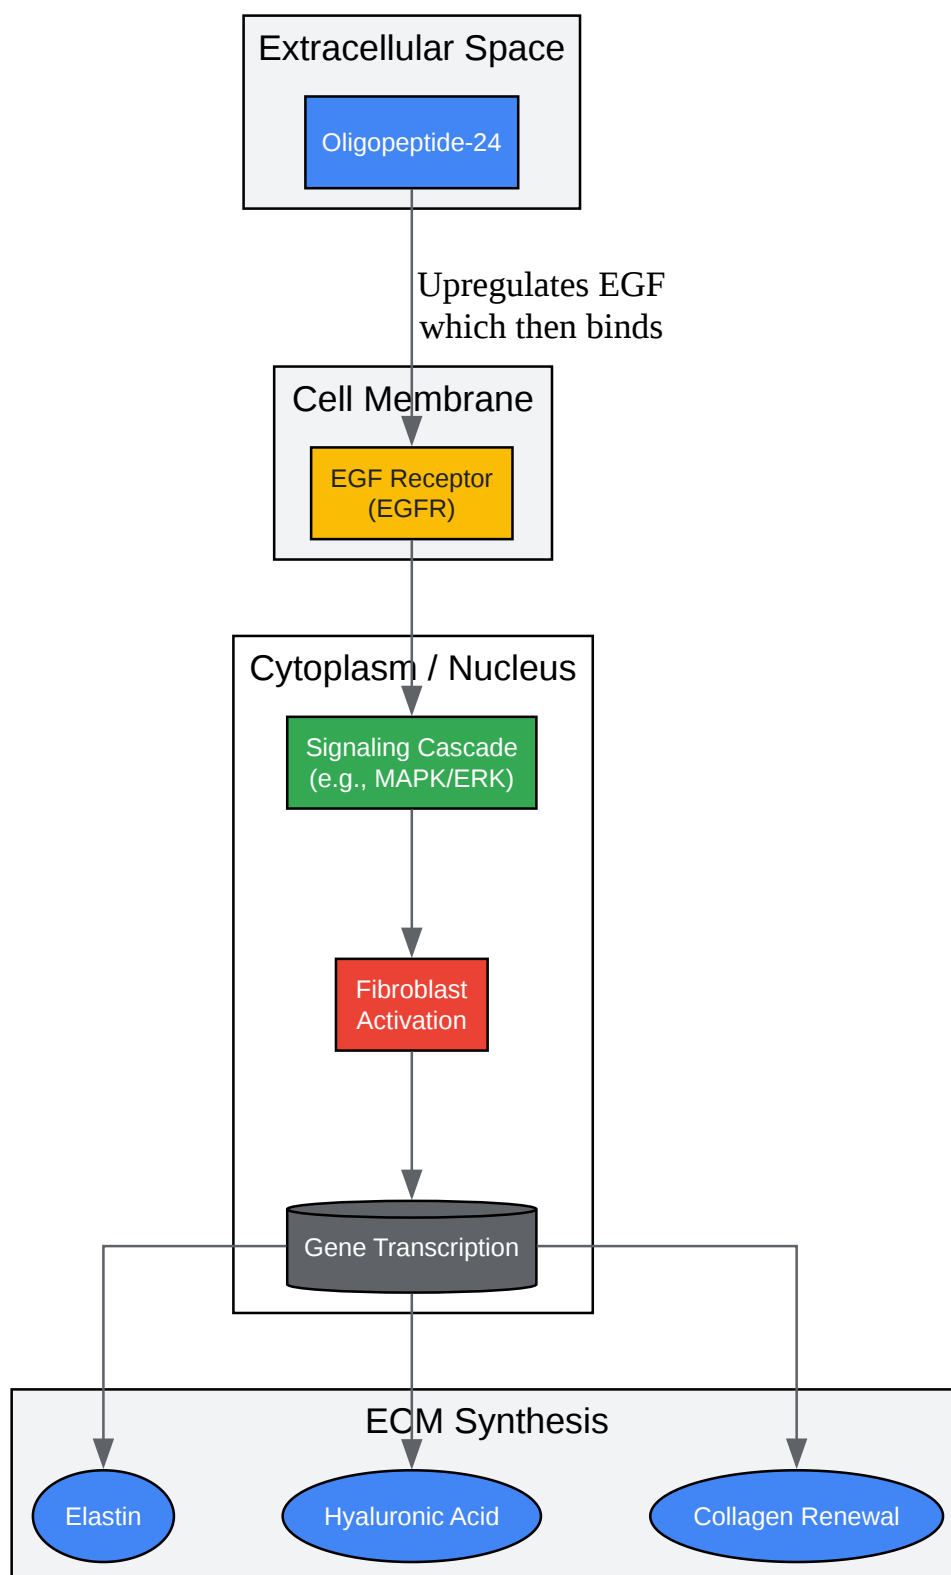 Extracellular Space
Oligopeptide-24
Upregulates EGF
which then binds
Cell Membrane
EGF Receptor
(EGFR)
Cytoplasm / Nucleus
Signaling Cascade
(e.g., MAPK/ERK)
Fibroblast
Activation
Gene Transcription
ECM Synthesis
Elastin
Hyaluronic Acid
Collagen Renewal